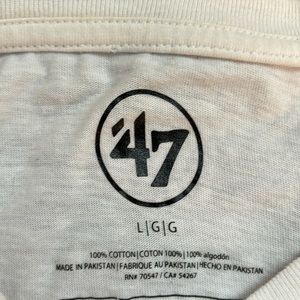 '47
L|G|G
100% COTTON|COTON 100%|100% algodón
MADE IN PAKISTAN|FABRIQUE AU PAKISTAN|HECHO EN PAKISTAN
RN# 70547 / CA# 54267